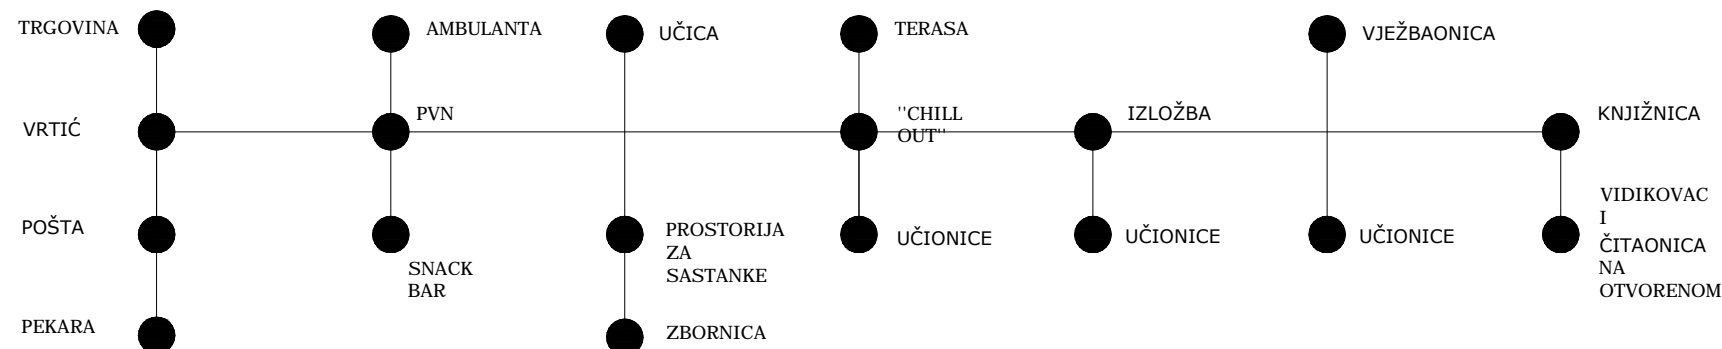 TRGOVINA
AMBULANTA
UČICA
TERASA
VJEŽBAONICA
VRTIĆ
PVN
"CHILL
OUT"
IZLOŽBA
KNJIŽNICA
POŠTA
SNACK
BAR
PROSTORIJA
ZA
SASTANKE
UČIONICE
UČIONICE
UČIONICE
VIDIKOVAC
I
ČITAONICA
NA
OTVORENOM
PEKARA
ZBORNICA